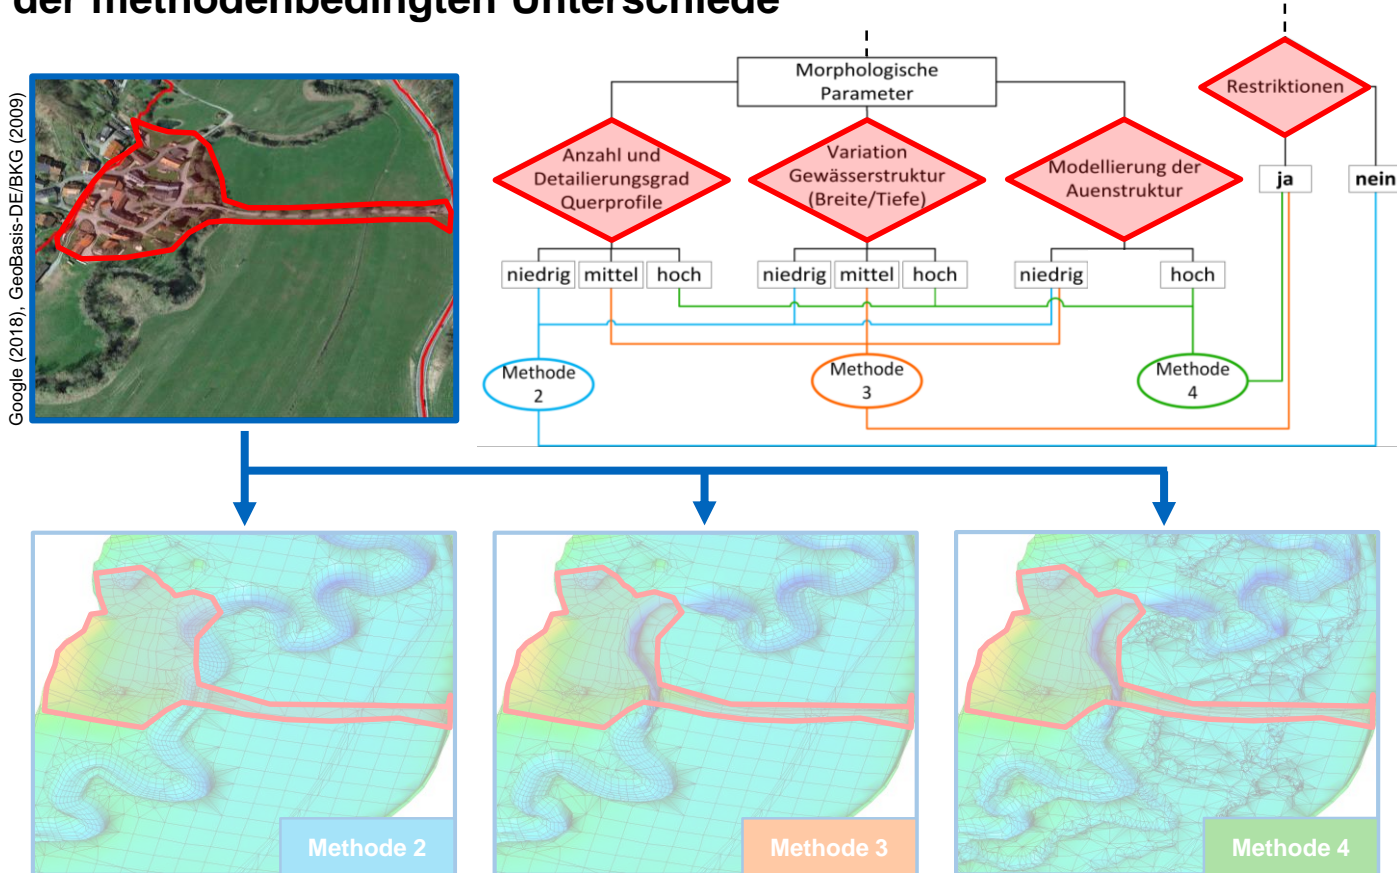 der methodenbedingten Unterschiede
Google (2018), GeoBasis-DE/BKG (2009)
Morphologische
Parameter
Restriktionen
Anzahl und
Detailierungsgrad
Querprofile
Variation
Gewässerstruktur
(Breite/Tiefe)
Modellierung der
Auenstruktur
ja
nein
niedrig
mittel
hoch
niedrig
mittel
hoch
niedrig
hoch
Methode
2
Methode
3
Methode
4
Methode 2
Methode 3
Methode 4